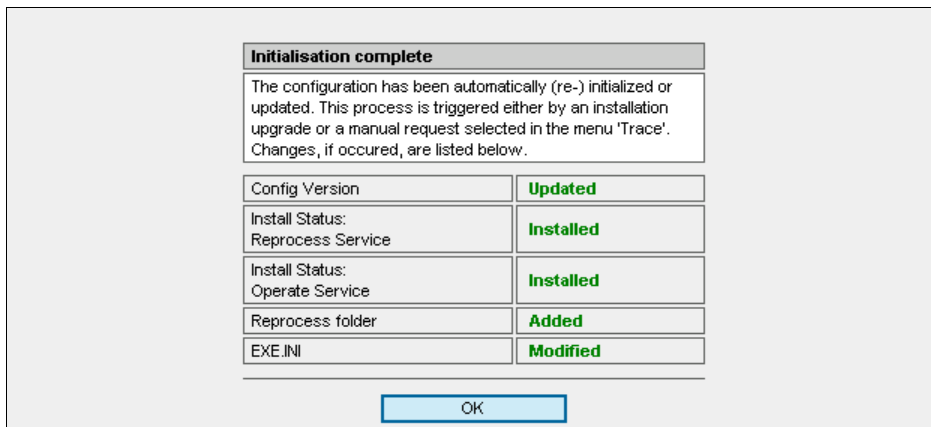 Initialisation complete
The configuration has been automatically (re-) initialized or
updated. This process is triggered either by an installation
upgrade or a manual request selected in the menu 'Trace'.
Changes, if occured, are listed below.
Config Version Updated
Install Status:
Reprocess Service Installed
Install Status:
Operate Service Installed
Reprocess folder Added
EXE.INI Modified
OK